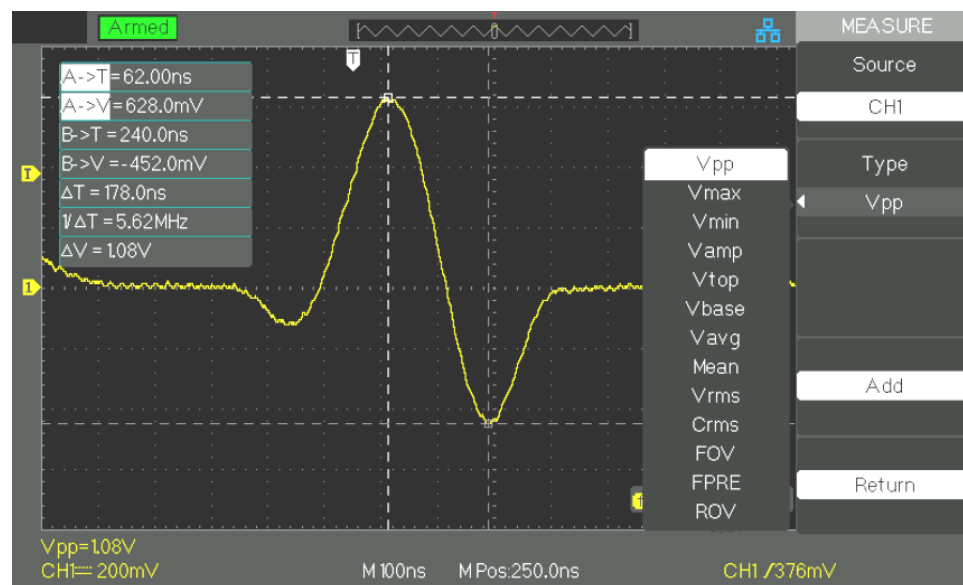 Armed
MEASURE
Source
CH1
Type
Vpp
Add
Return
T
A->T=62.00ns
A->V=628.0mV
B->T=240.0ns
B->V=-452.0mV
ΔT=178.0ns
1/ΔT=5.62MHz
ΔV=1.08V
T
1
Vpp
Vmax
Vmin
Vamp
Vtop
Vbase
Vavg
Mean
Vrms
Crms
FOV
FPRE
ROV
f
Vpp=1.08V
CH1 200mV
M 100ns
M Pos:250.0ns
CH1 /376mV